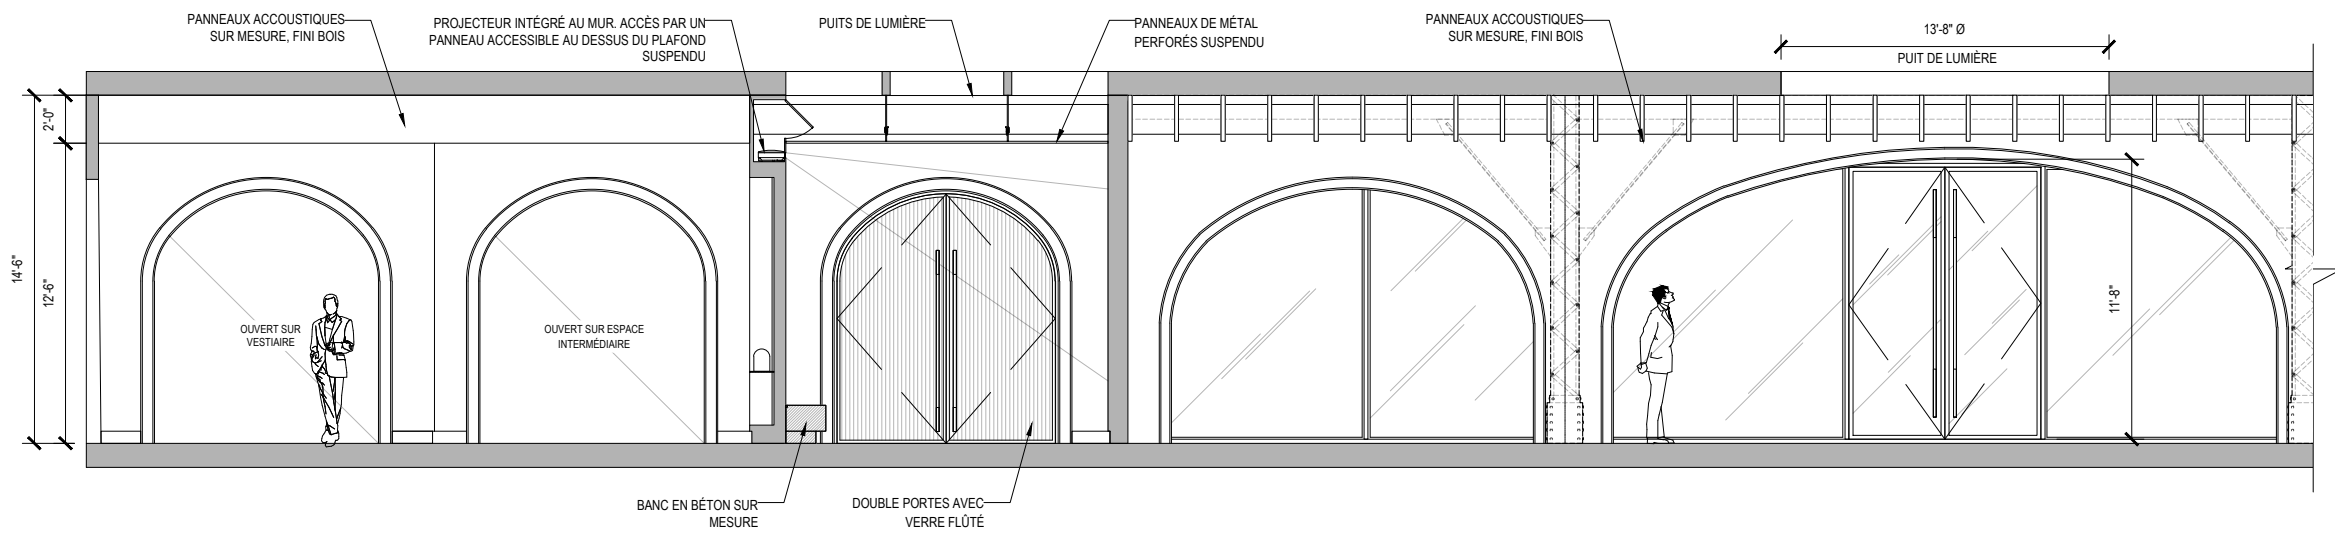 PANNEAUX ACCOUSTIQUES
SUR MESURE, FINI BOIS
PROJECTEUR INTÉGRÉ AU MUR. ACCÈS PAR UN
PANNEAU ACCESSIBLE AU DESSUS DU PLAFOND
SUSPENDU
PUITS DE LUMIÈRE
PANNEAUX DE MÉTAL
PERFORÉS SUSPENDU
PANNEAUX ACCOUSTIQUES
SUR MESURE, FINI BOIS
13'-8" Ø
PUIT DE LUMIÈRE
2'-0"
14'-6"
12'-6"
11'-8"
OUVERT SUR
VESTIAIRE
OUVERT SUR ESPACE
INTERMÉDIAIRE
BANC EN BÉTON SUR
MESURE
DOUBLE PORTES AVEC
VERRE FLÛTÉ